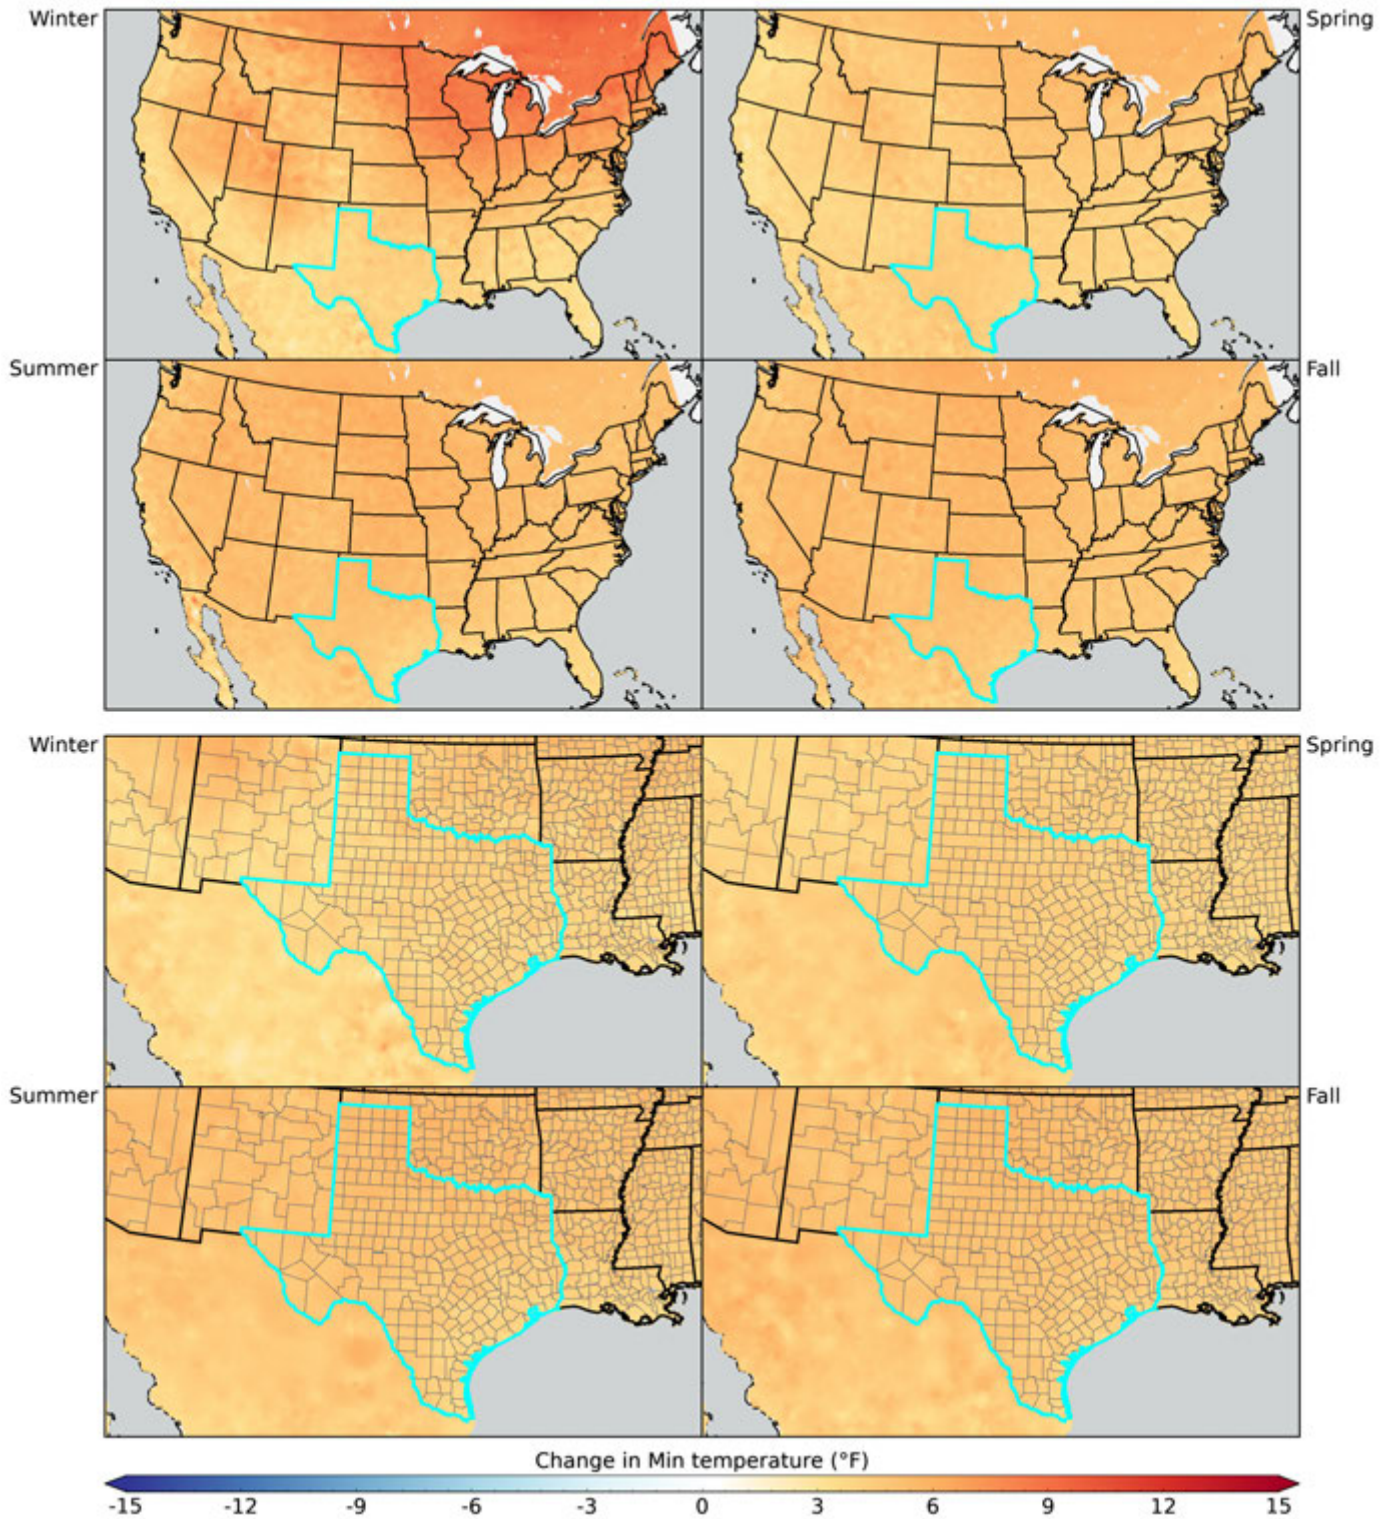 Winter
Spring
Summer
Fall
Winter
Spring
Summer
Fall
Change in Min temperature (°F)
-15 -12 -9 -6 -3 0 3 6 9 12 15